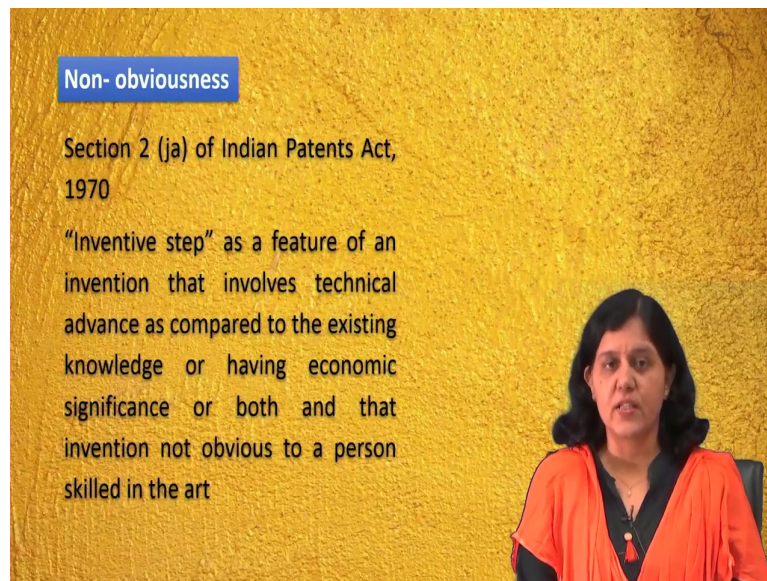 Non- obviousness
Section 2 (ja) of Indian Patents Act,
1970
“Inventive step” as a feature of an
invention that involves technical
advance as compared to the existing
knowledge or having economic
significance or both and that
invention not obvious to a person
skilled in the art